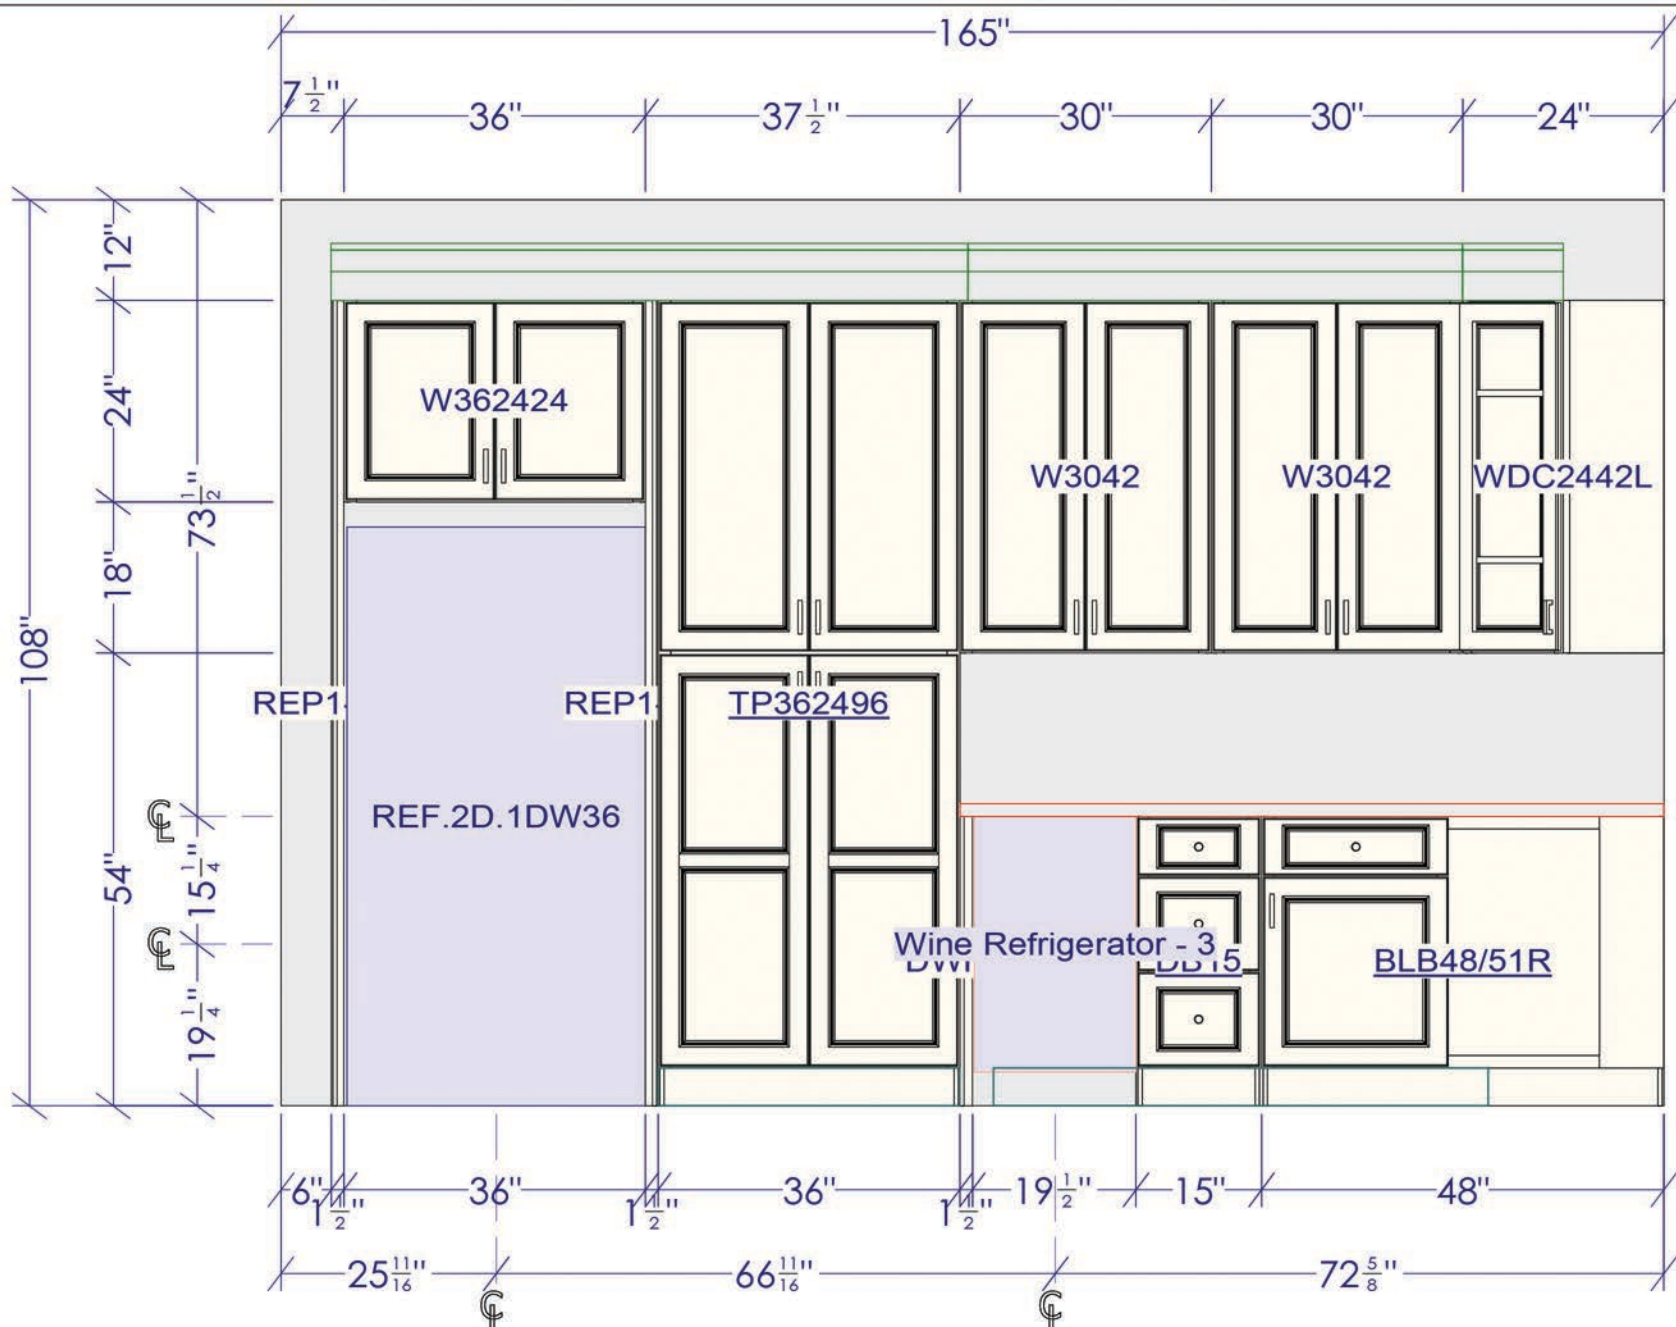 165"
7 1/2" 36" 37 1/2" 30" 30" 24"
12"
24"
18"
54"
108"
73 1/2"
15 1/4"
19 1/4"
W362424
W3042
W3042
WDC2442L
REP1
REP1
TP362496
REF.2D.1DW36
Wine Refrigerator - 3
DB15
BLB48/51R
℄
℄
6" 1 1/2" 36" 1 1/2" 36" 1 1/2" 19 1/2" 15" 48"
25 11/16" 66 11/16" 72 5/8"
℄ ℄